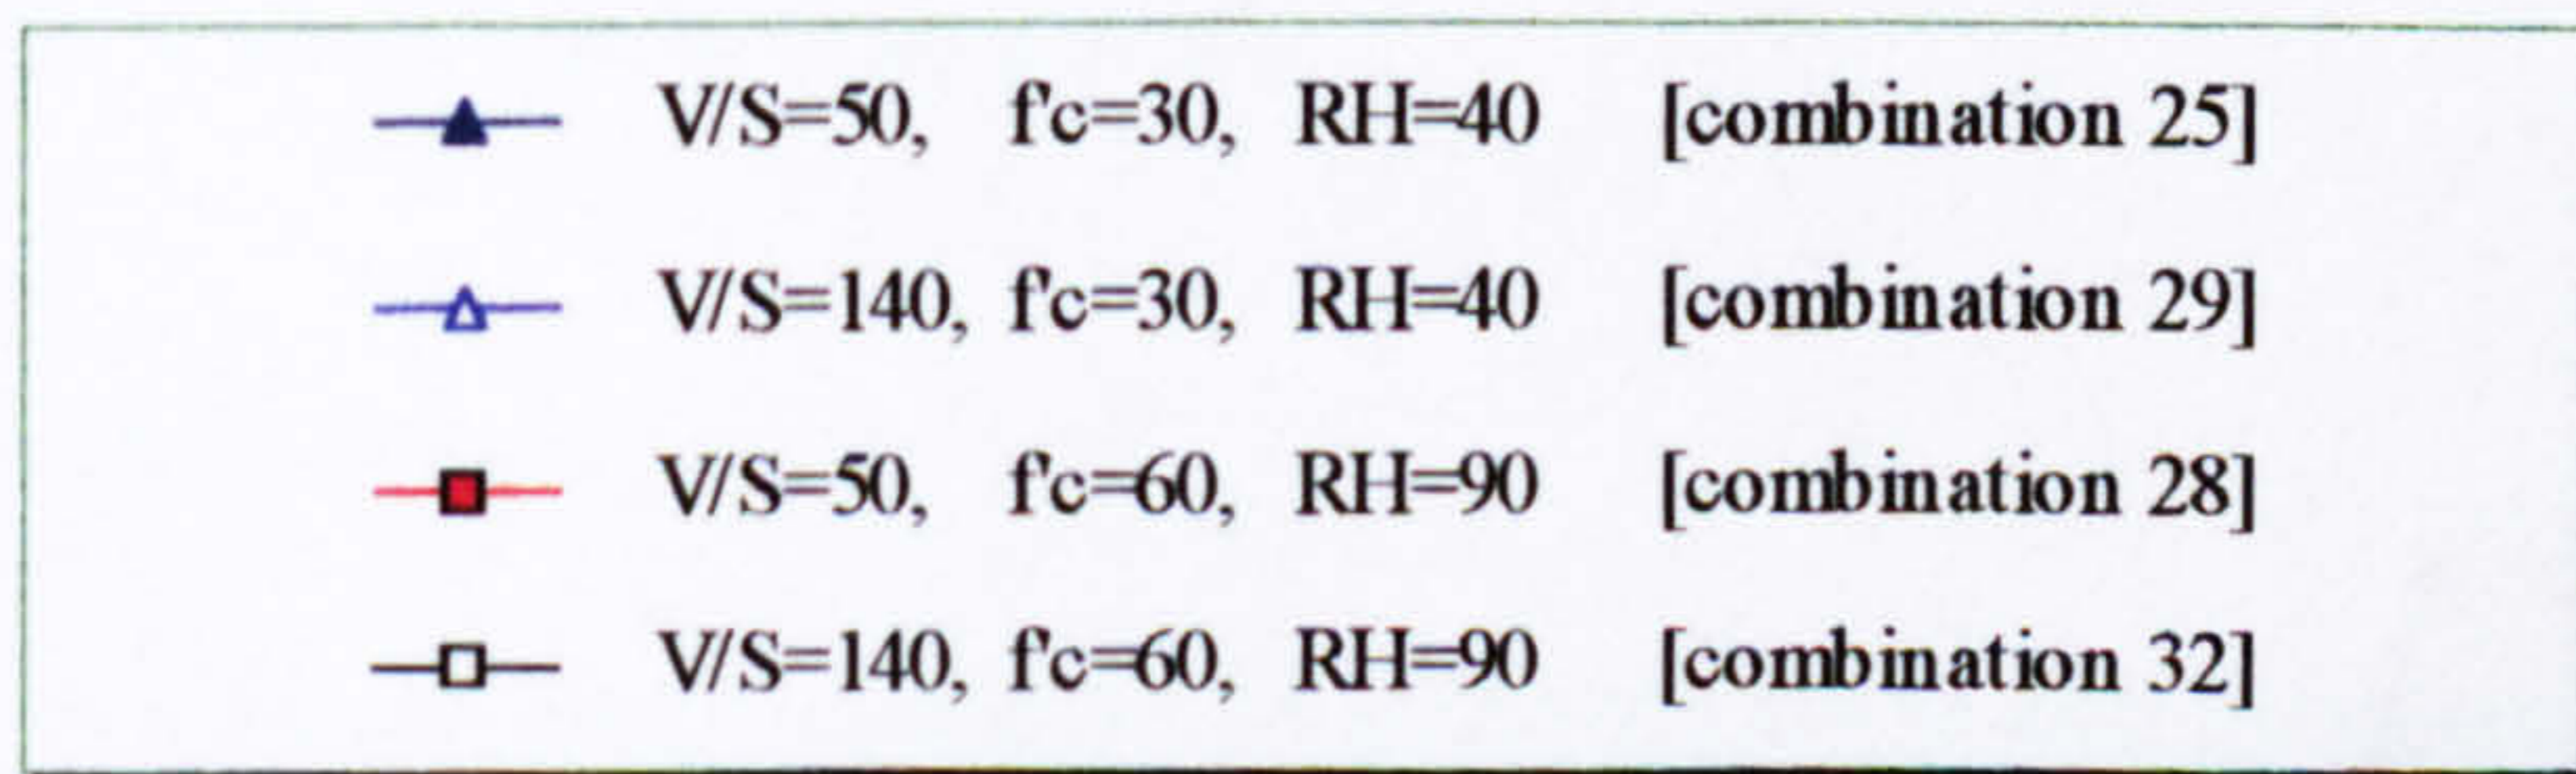 V/S=50, f'c=30, RH=40 [combination 25]
V/S=140, f'c=30, RH=40 [combination 29]
V/S=50, f'c=60, RH=90 [combination 28]
V/S=140, f'c=60, RH=90 [combination 32]